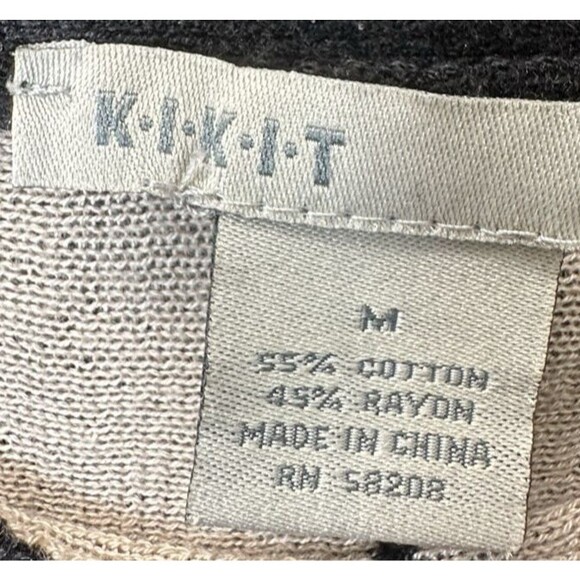 K·I·K·I·T
M
55% COTTON
45% RAYON
MADE IN CHINA
RN 58208